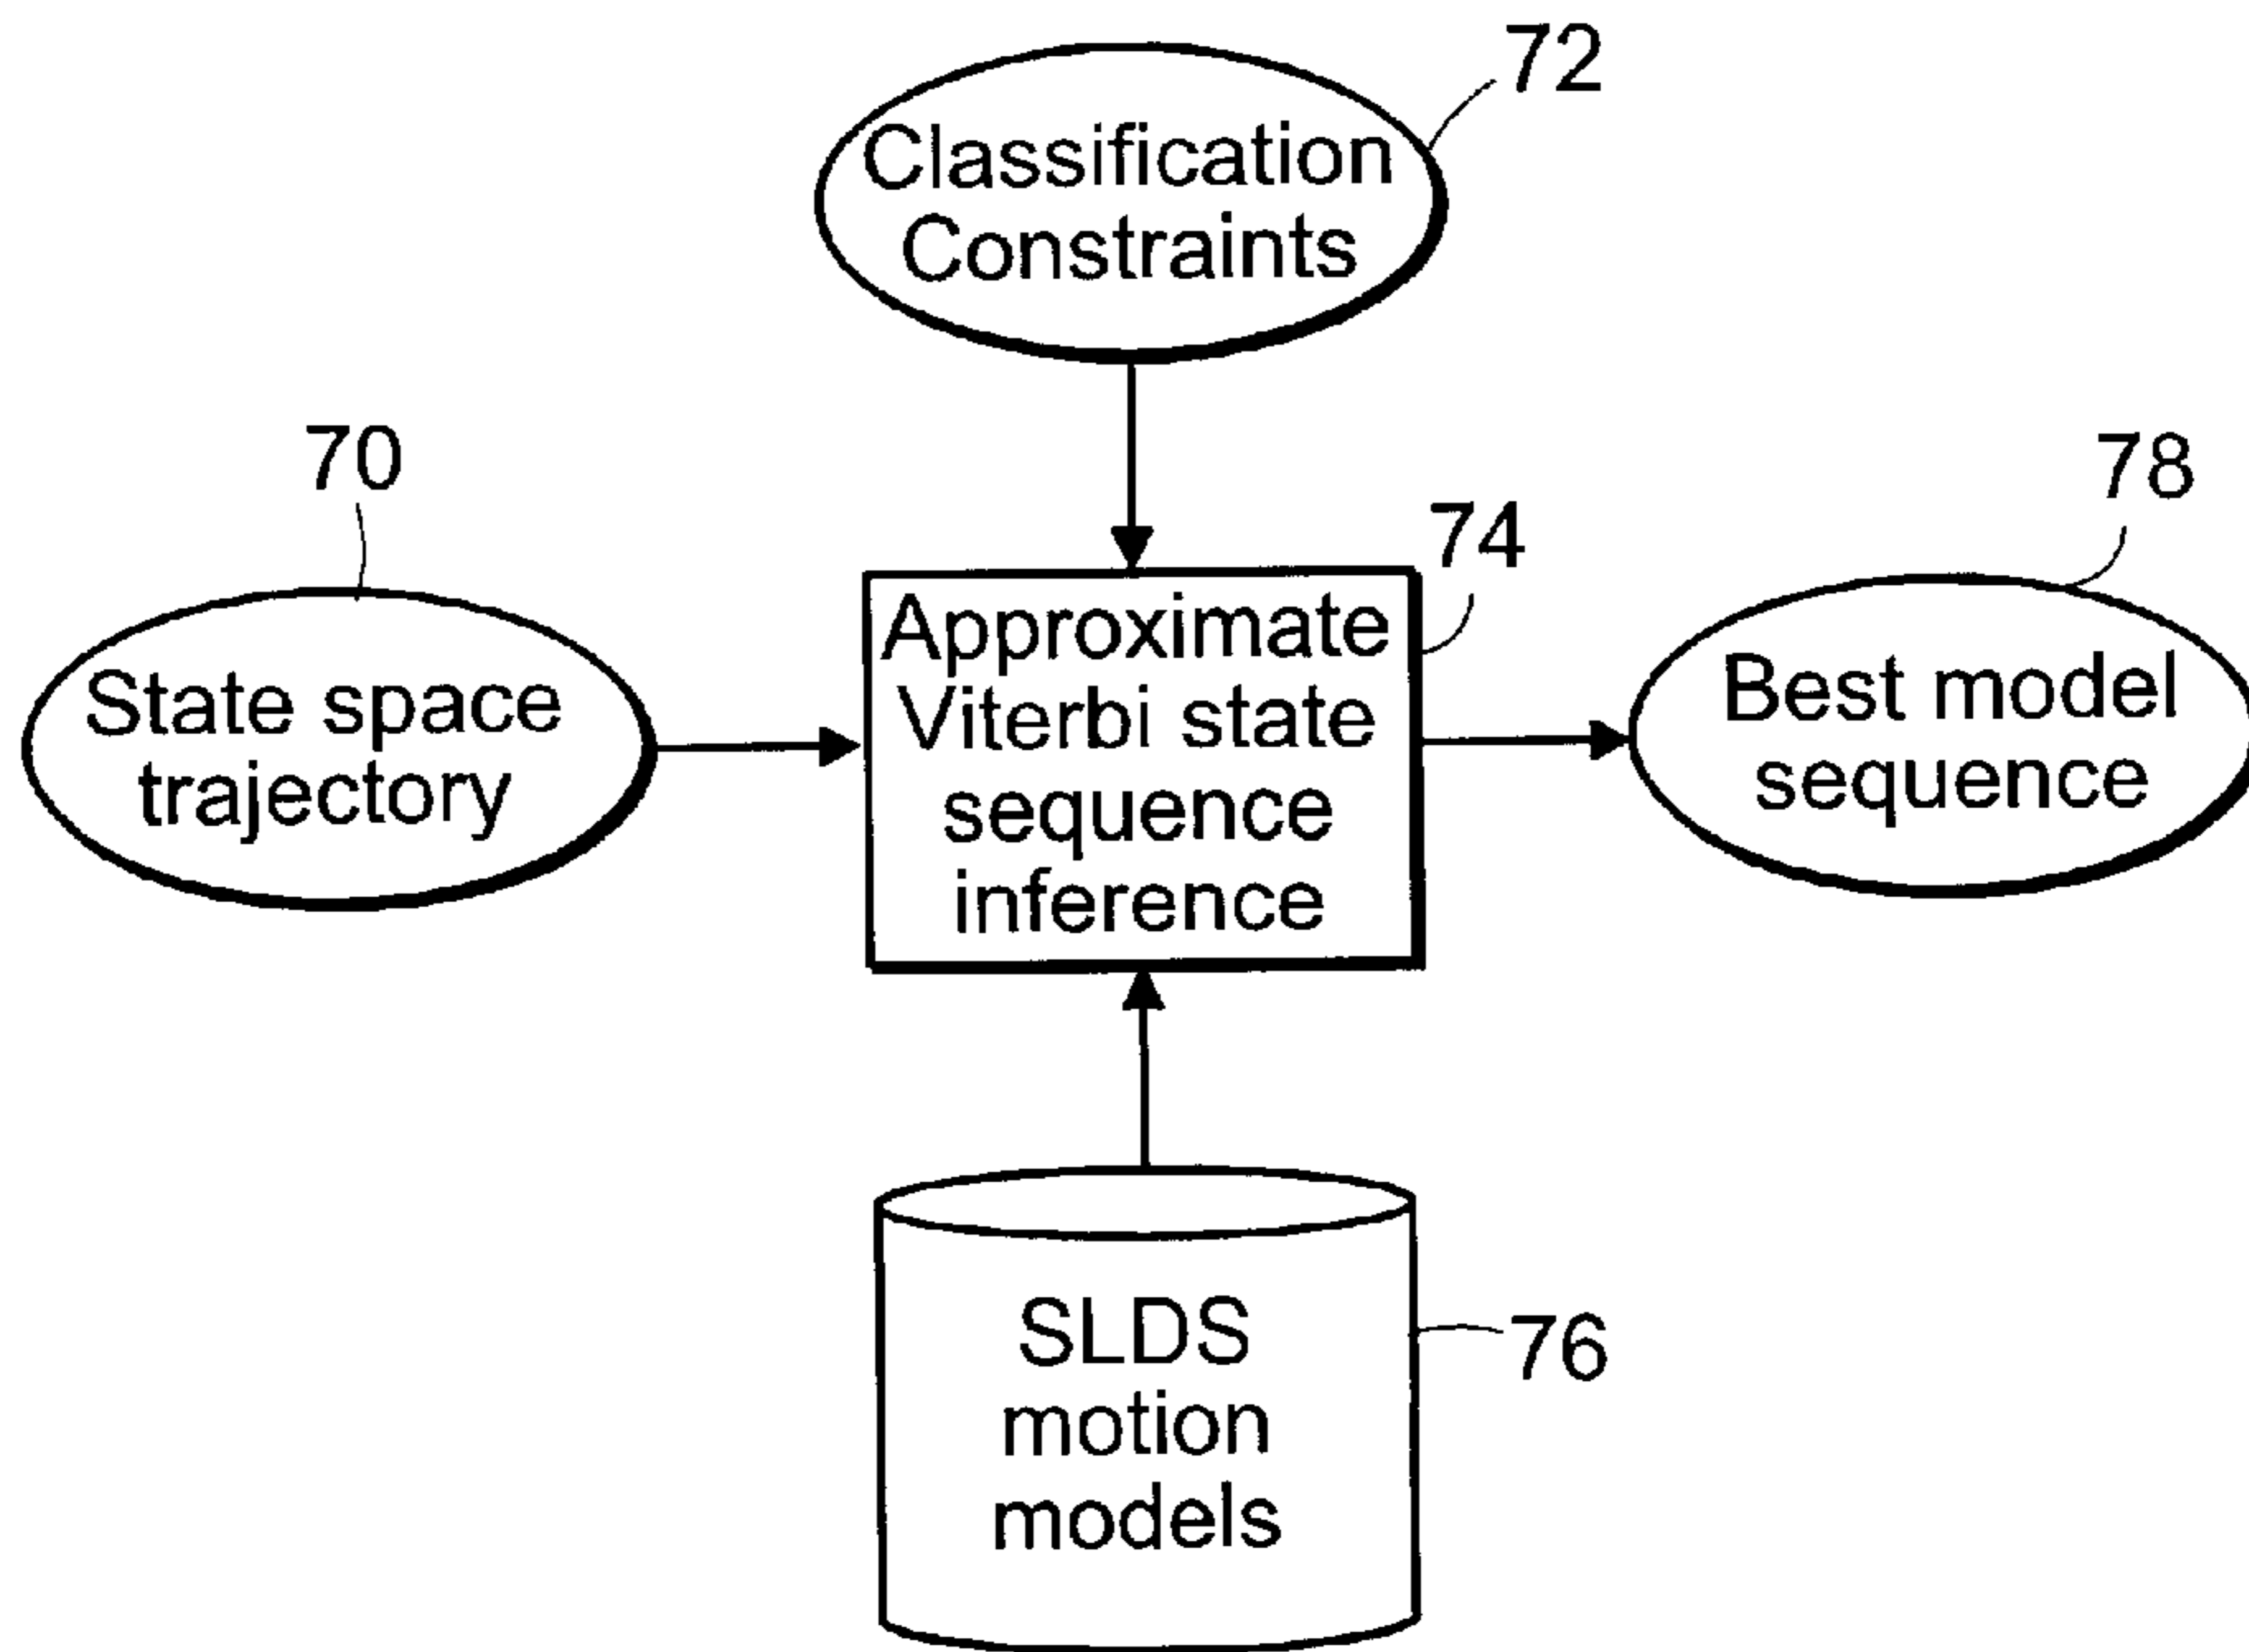 72
Classification
Constraints
70
74
78
State space
trajectory
Approximate
Viterbi state
sequence
inference
Best model
sequence
SLDS
motion
models
76